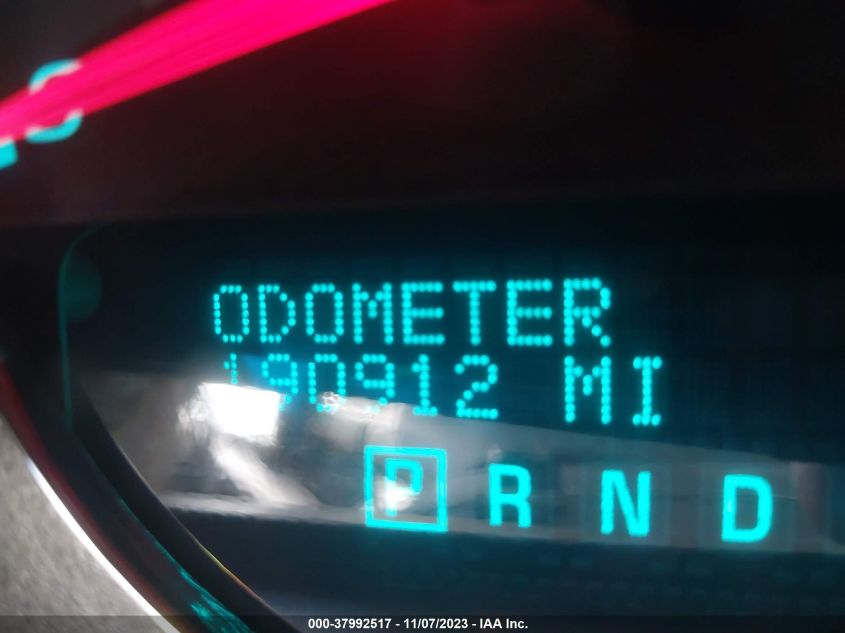 ODOMETER
190912 MI
P R N D
000-37992517 - 11/07/2023 - IAA Inc.